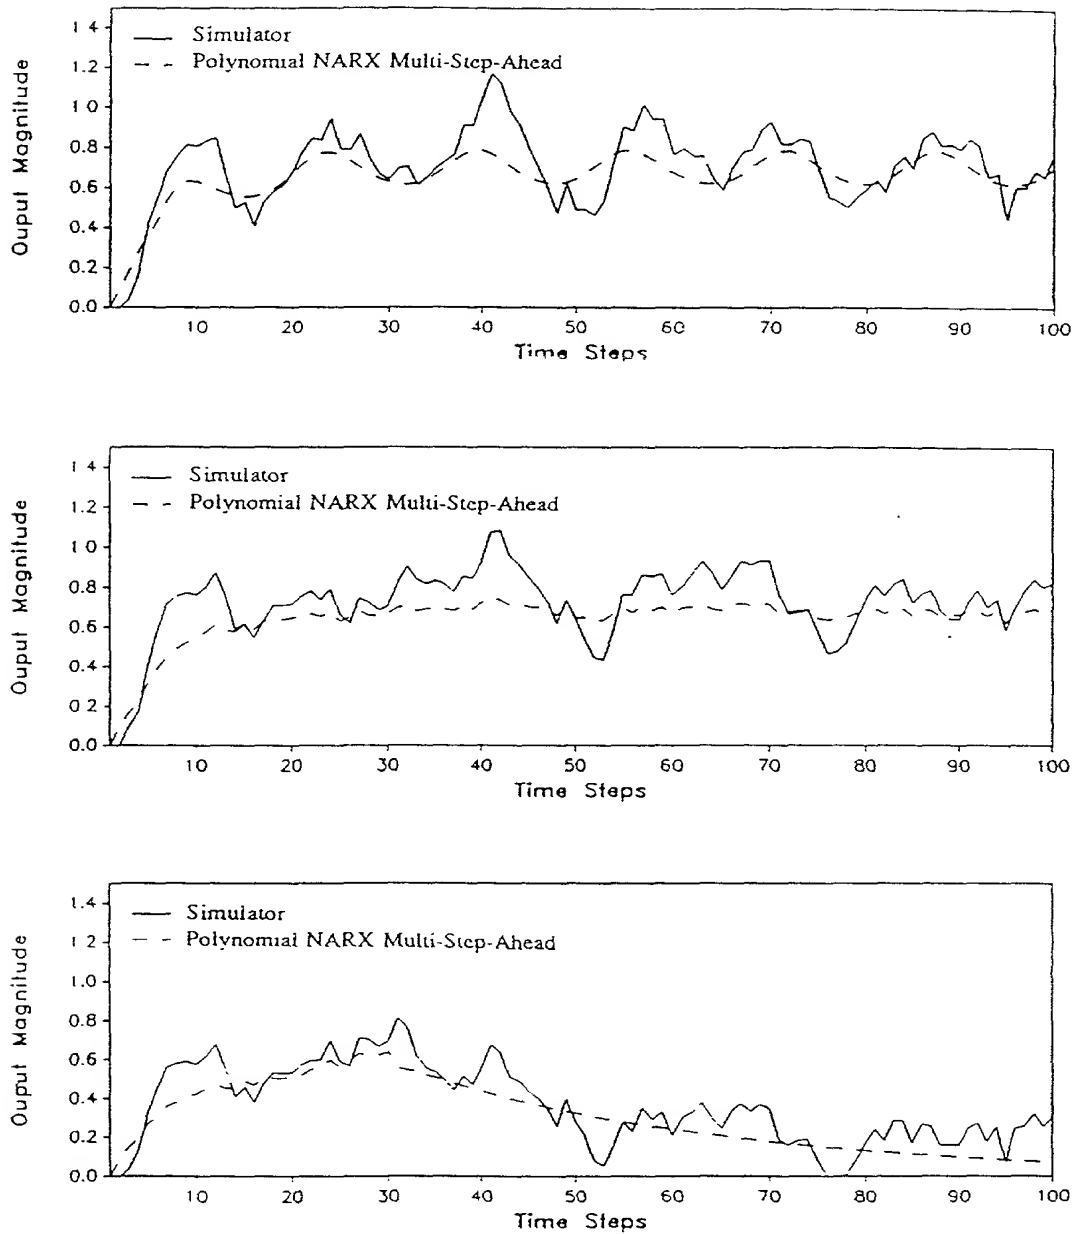 1 4
1.2
1 0
0.8
0.6
0.4
0.2
0.0
Ouput Magnitude
Simulator
Polynomial NARX Multi-Step-Ahead
10 20 30 40 50 60 70 80 90 100
Time Steps
1 4
1.2
1.0
0.8
0.6
0.4
0.2
0.0
Ouput Magnitude
Simulator
Polynomial NARX Multi-Step-Ahead
10 20 30 40 50 60 70 80 90 100
Time Steps
1.4
1 2
1.0
0.8
0.6
0.4
0.2
0.0
Ouput Magnitude
Simulator
Polynomial NARX Multi-Step-Ahead
10 20 30 40 50 60 70 80 90 100
Time Steps